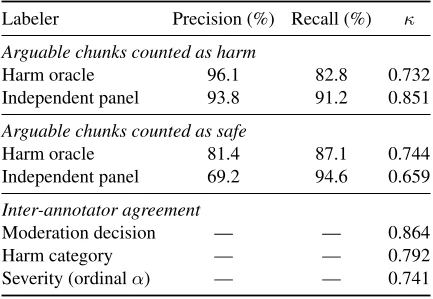 Labeler Precision (%) Recall (%) κ
Arguable chunks counted as harm
Harm oracle 96.1 82.8 0.732
Independent panel 93.8 91.2 0.851
Arguable chunks counted as safe
Harm oracle 81.4 87.1 0.744
Independent panel 69.2 94.6 0.659
Inter-annotator agreement
Moderation decision — — 0.864
Harm category — — 0.792
Severity (ordinal α) — — 0.741